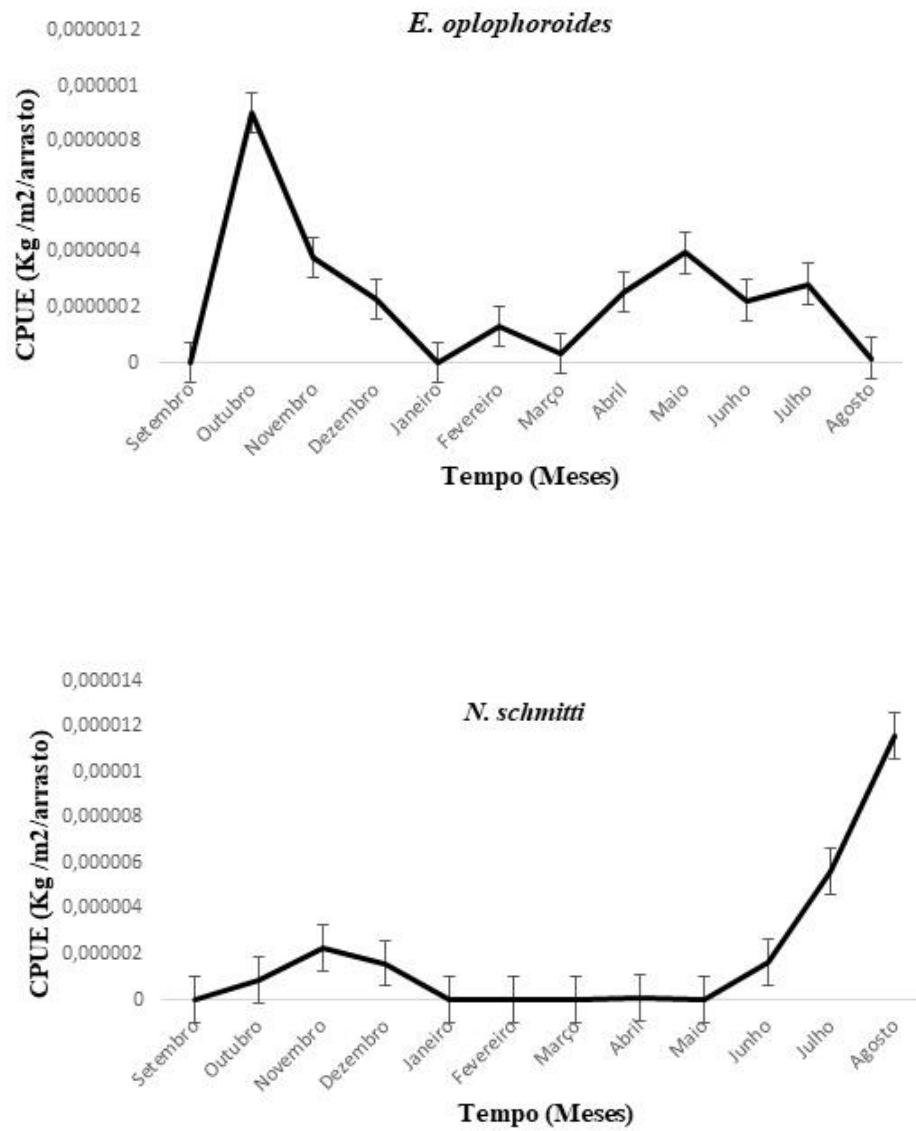 E. oplophoroides
CPUE (Kg /m2/arrasto)
0,0000012
0,000001
0,0000008
0,0000006
0,0000004
0,0000002
0
Setembro
Outubro
Novembro
Dezembro
Janeiro
Fevereiro
Março
Abril
Maio
Junho
Julho
Agosto
Tempo (Meses)
N. schmitti
CPUE (Kg /m2/arrasto)
0,000014
0,000012
0,00001
0,000008
0,000006
0,000004
0,000002
0
Setembro
Outubro
Novembro
Dezembro
Janeiro
Fevereiro
Março
Abril
Maio
Junho
Julho
Agosto
Tempo (Meses)